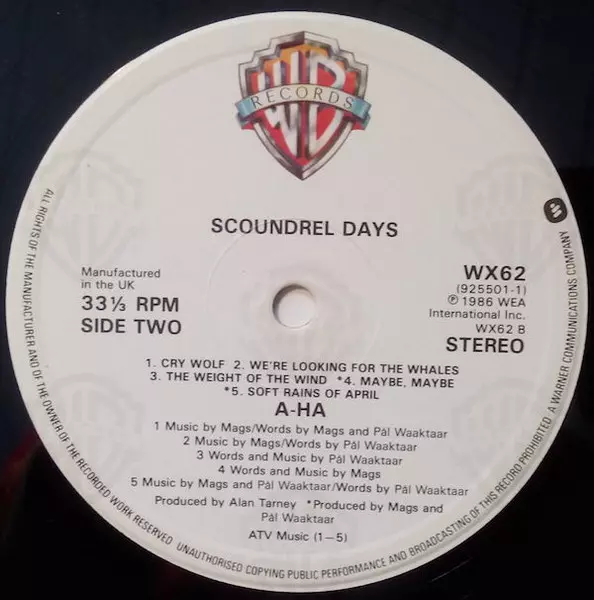 WB
RECORDS
SCOUNDREL DAYS
Manufactured
in the UK
33⅓ RPM
SIDE TWO
WX62
(925501-1)
℗ 1986 WEA
International Inc.
WX62 B
STEREO
1. CRY WOLF 2. WE'RE LOOKING FOR THE WHALES
3. THE WEIGHT OF THE WIND *4. MAYBE, MAYBE
*5. SOFT RAINS OF APRIL
A-HA
1 Music by Mags/Words by Mags and Pål Waaktaar
2 Music by Mags/Words by Pål Waaktaar
3 Words and Music by Pål Waaktaar
4 Words and Music by Mags
5 Music by Mags and Pål Waaktaar/Words by Pål Waaktaar
Produced by Alan Tarney *Produced by Mags and
Pål Waaktaar
ATV Music (1—5)
ALL RIGHTS OF THE MANUFACTURER AND OF THE OWNER OF THE RECORDED WORK RESERVED UNAUTHORISED COPYING PUBLIC PERFORMANCE AND BROADCASTING OF THIS RECORD PROHIBITED A WARNER COMMUNICATIONS COMPANY